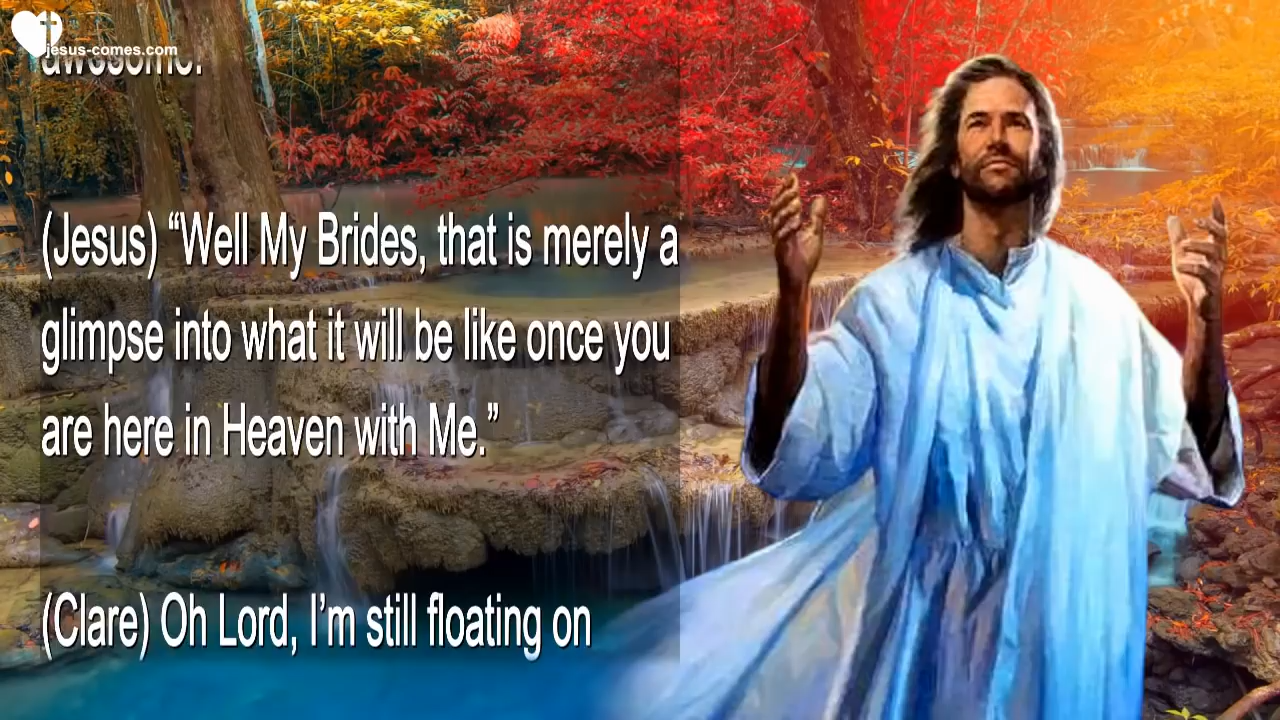 jesus-comes.com
awesome.
(Jesus) “Well My Brides, that is merely a
glimpse into what it will be like once you
are here in Heaven with Me.”
(Clare) Oh Lord, I’m still floating on